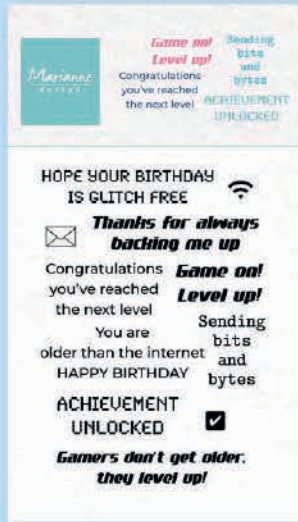 Marianne
design
Game on!
Level up!
Congratulations
you've reached
the next level
Sending
bits
and
bytes
ACHIEVEMENT
UNLOCKED
HOPE YOUR BIRTHDAY
IS GLITCH FREE
Thanks for always
backing me up
Congratulations
you've reached
the next level
Game on!
Level up!
You are
older than the internet
HAPPY BIRTHDAY
Sending
bits
and
bytes
ACHIEVEMENT
UNLOCKED
Gamers don't get older,
they level up!